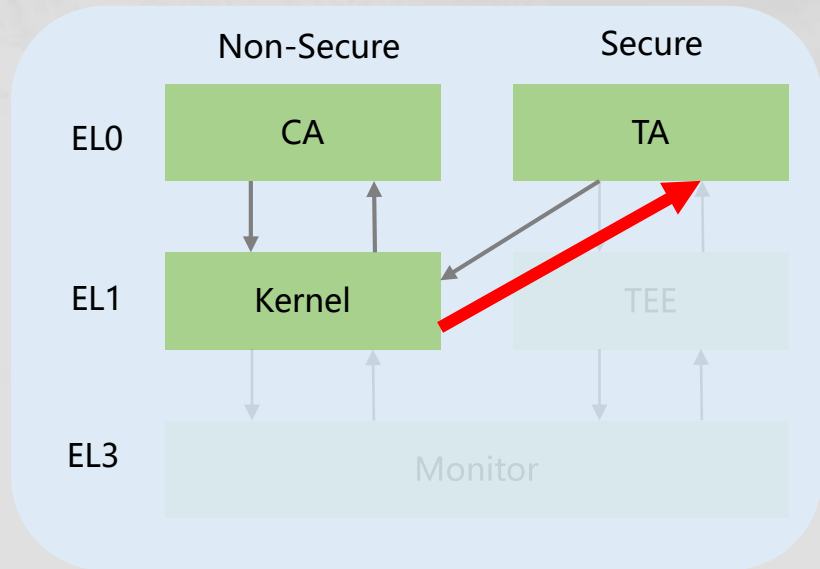 Non-Secure
Secure
EL0
CA
TA
EL1
Kernel
TEE
EL3
Monitor